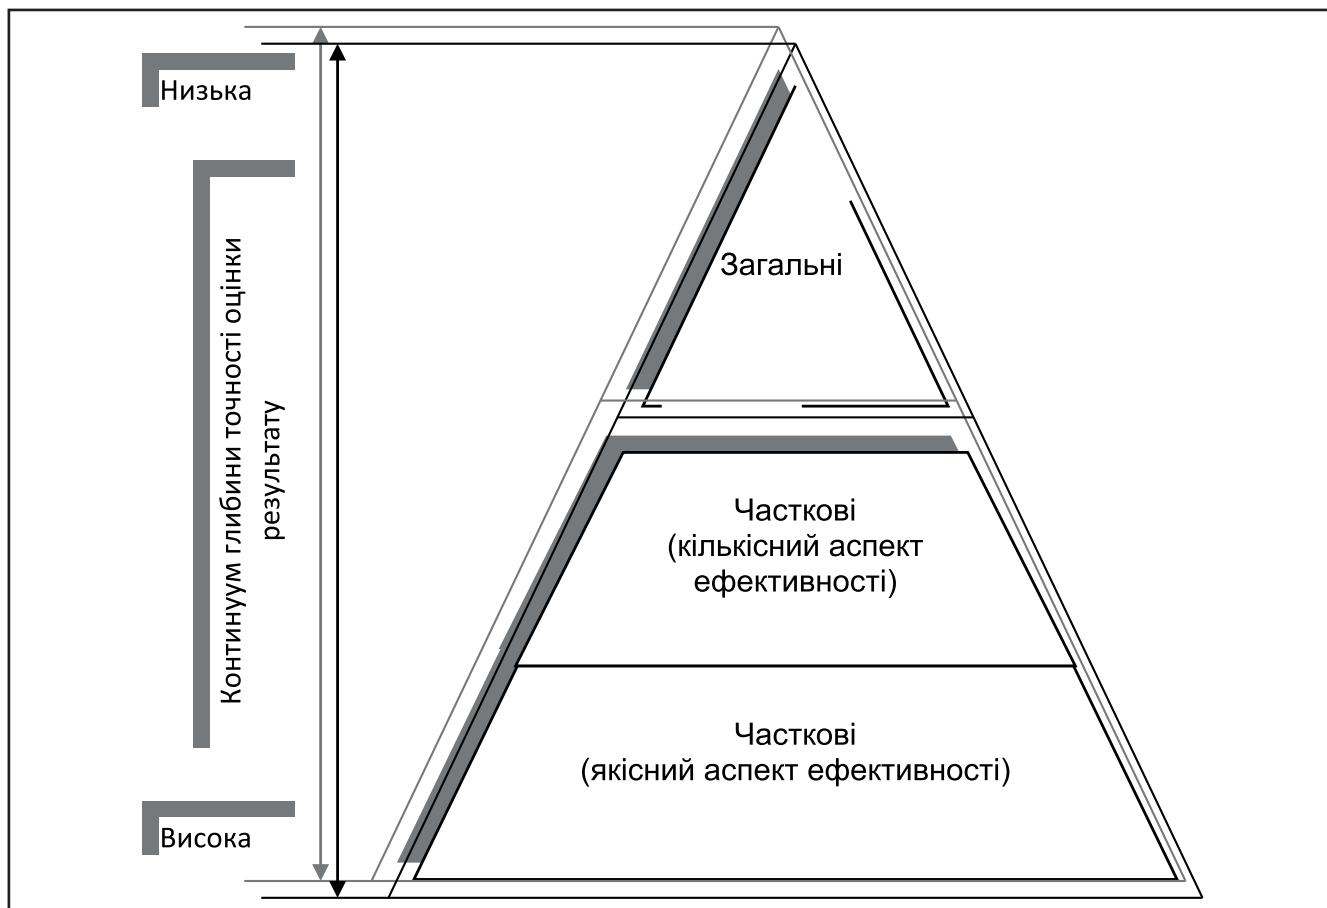 Низька
Континуум глибини точності оцінки
результату
Висока
Загальні
Часткові
(кількісний аспект
ефективності)
Часткові
(якісний аспект ефективності)